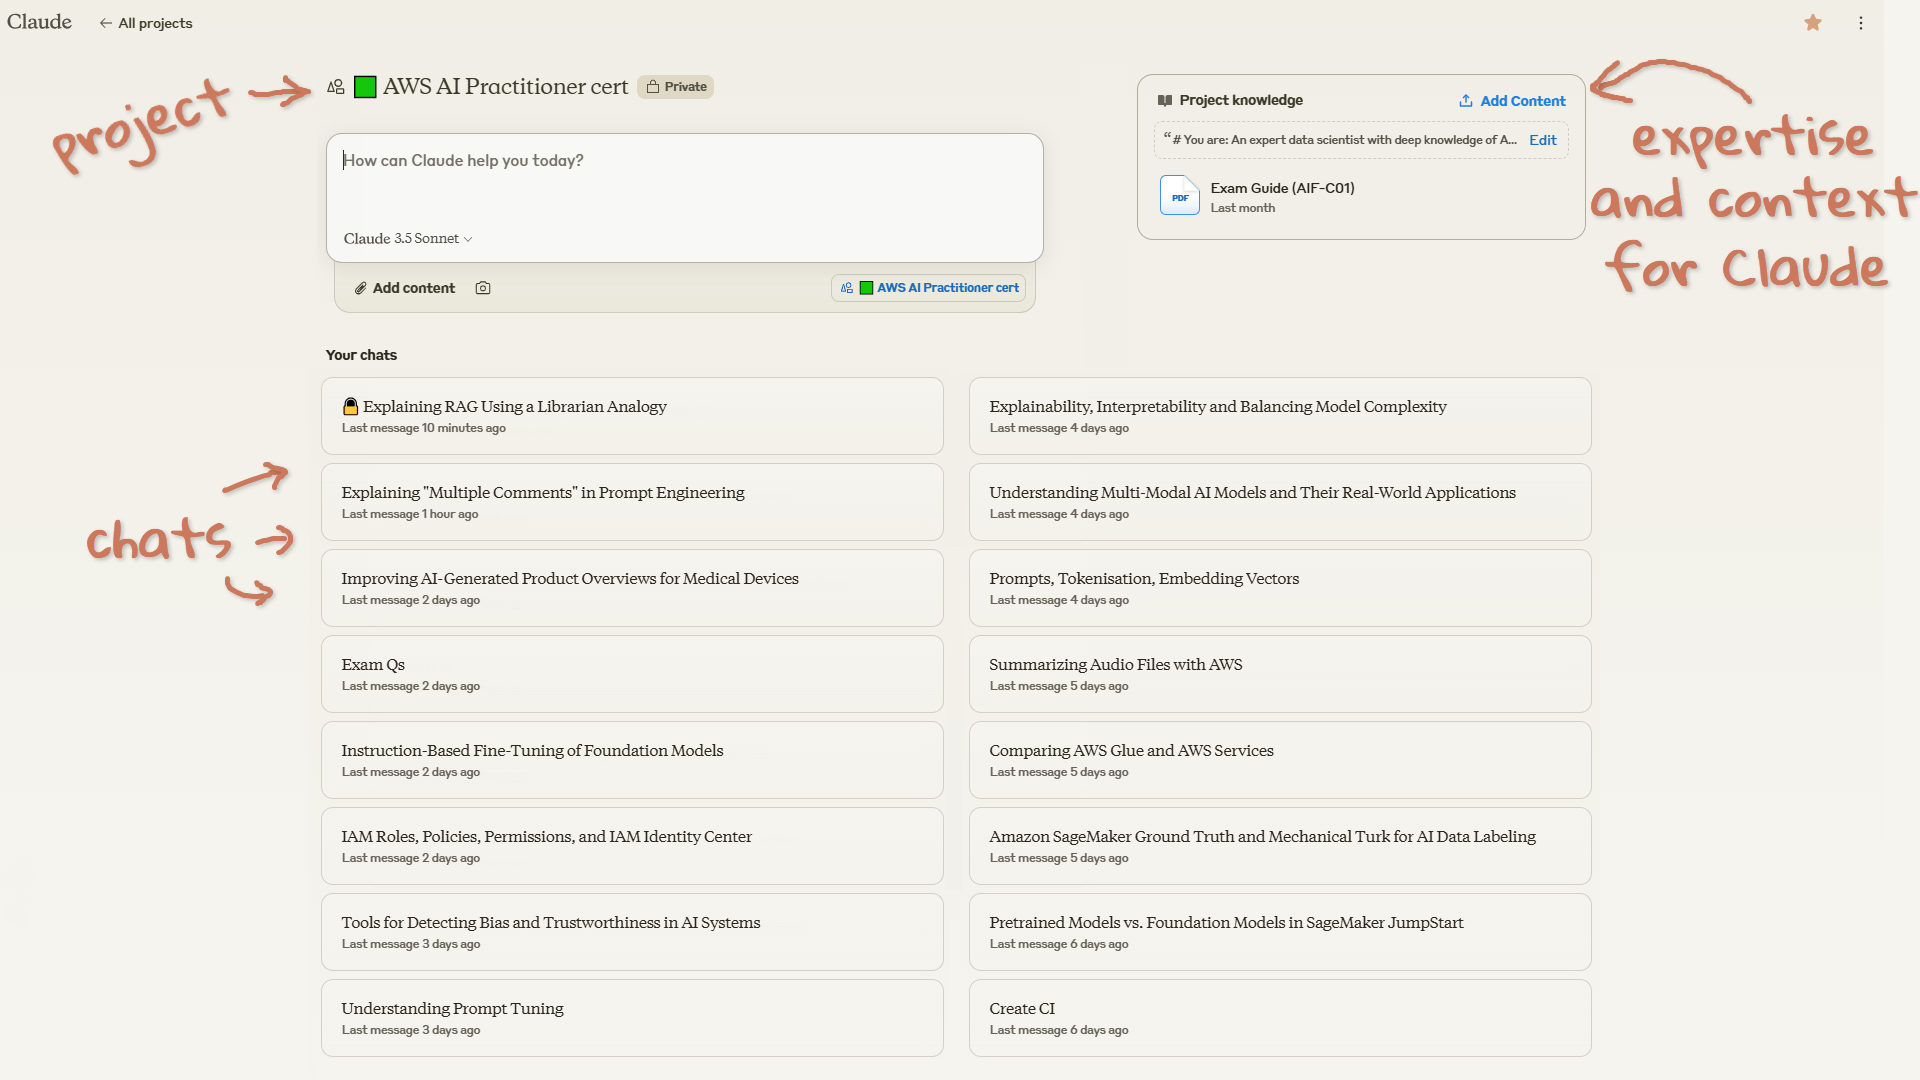 Claude
← All projects
project
AWS AI Practitioner cert
Private
How can Claude help you today?
Claude 3.5 Sonnet
Add content
AWS AI Practitioner cert
Project knowledge
Add Content
“ # You are: An expert data scientist with deep knowledge of A...
Edit
PDF
Exam Guide (AIF-C01)
Last month
expertise
and context
for Claude
chats
Your chats
Explaining RAG Using a Librarian Analogy
Last message 10 minutes ago
Explainability, Interpretability and Balancing Model Complexity
Last message 4 days ago
Explaining "Multiple Comments" in Prompt Engineering
Last message 1 hour ago
Understanding Multi-Modal AI Models and Their Real-World Applications
Last message 4 days ago
Improving AI-Generated Product Overviews for Medical Devices
Last message 2 days ago
Prompts, Tokenisation, Embedding Vectors
Last message 4 days ago
Exam Qs
Last message 2 days ago
Summarizing Audio Files with AWS
Last message 5 days ago
Instruction-Based Fine-Tuning of Foundation Models
Last message 2 days ago
Comparing AWS Glue and AWS Services
Last message 5 days ago
IAM Roles, Policies, Permissions, and IAM Identity Center
Last message 2 days ago
Amazon SageMaker Ground Truth and Mechanical Turk for AI Data Labeling
Last message 5 days ago
Tools for Detecting Bias and Trustworthiness in AI Systems
Last message 3 days ago
Pretrained Models vs. Foundation Models in SageMaker JumpStart
Last message 6 days ago
Understanding Prompt Tuning
Last message 3 days ago
Create CI
Last message 6 days ago